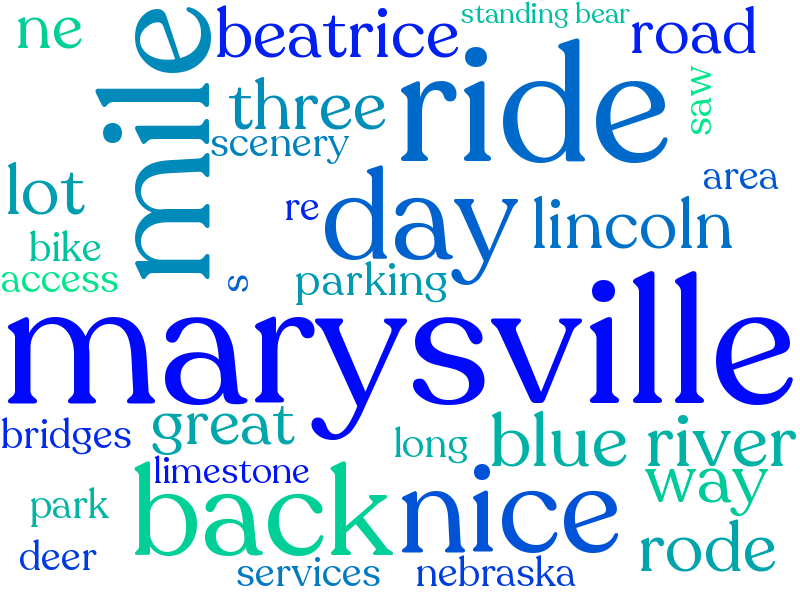 ne
mile
beatrice
standing bear
road
three
ride
saw
scenery
lot
re
day
area
lincoln
bike
access
s
parking
marysville
bridges
great
long
blue river
limestone
way
park
back
nice
rode
deer
services
nebraska